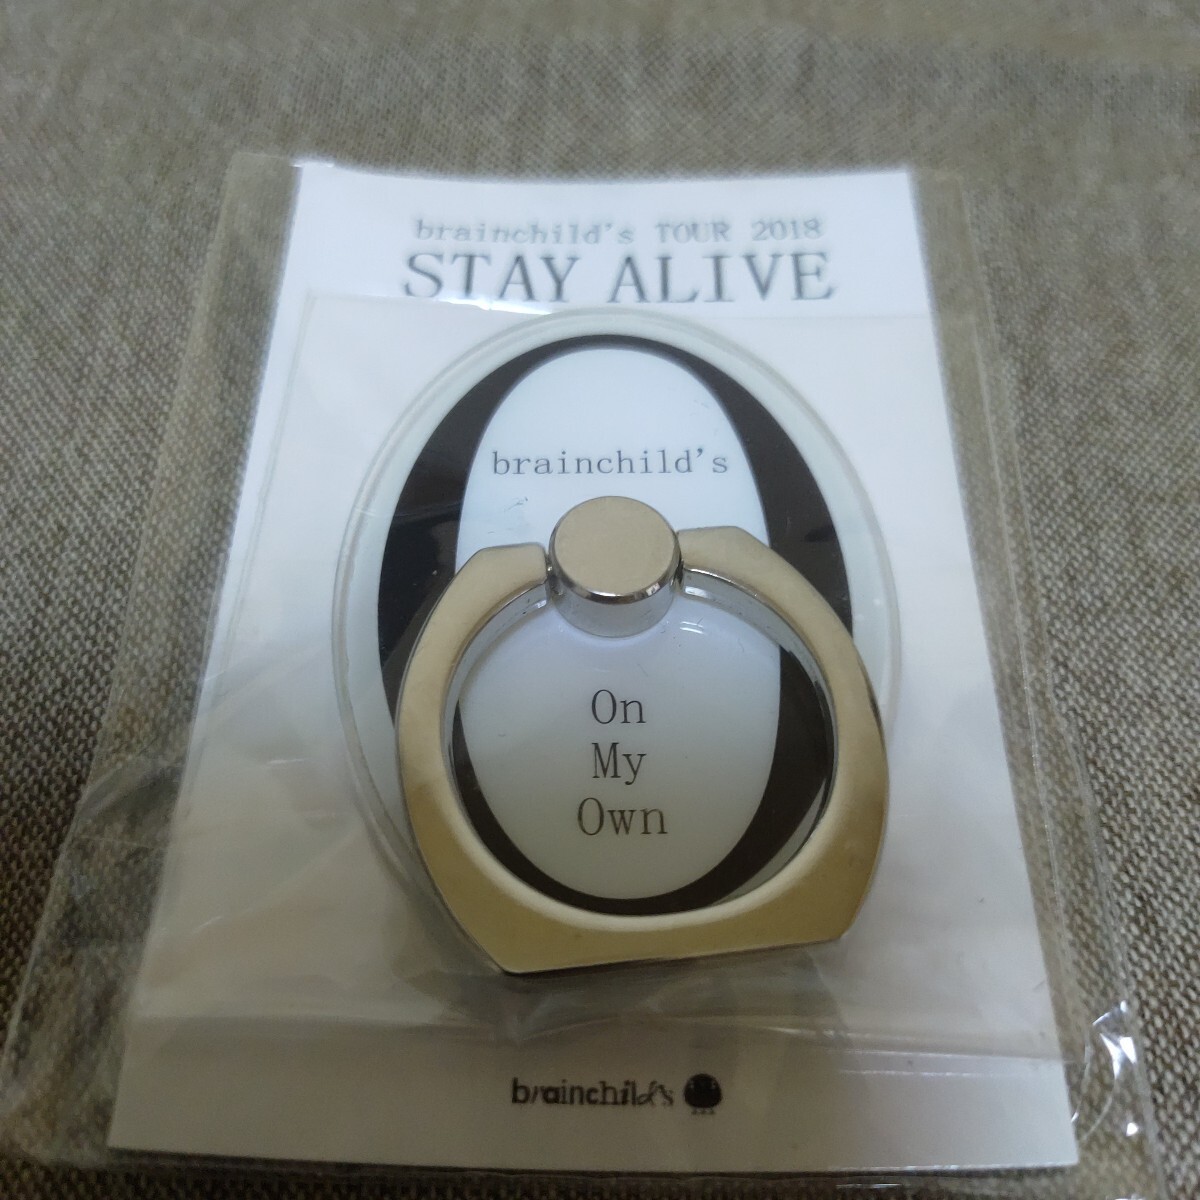 brainchild's TOUR 2018
STAY ALIVE
brainchild's
On
My
Own
brainchild's